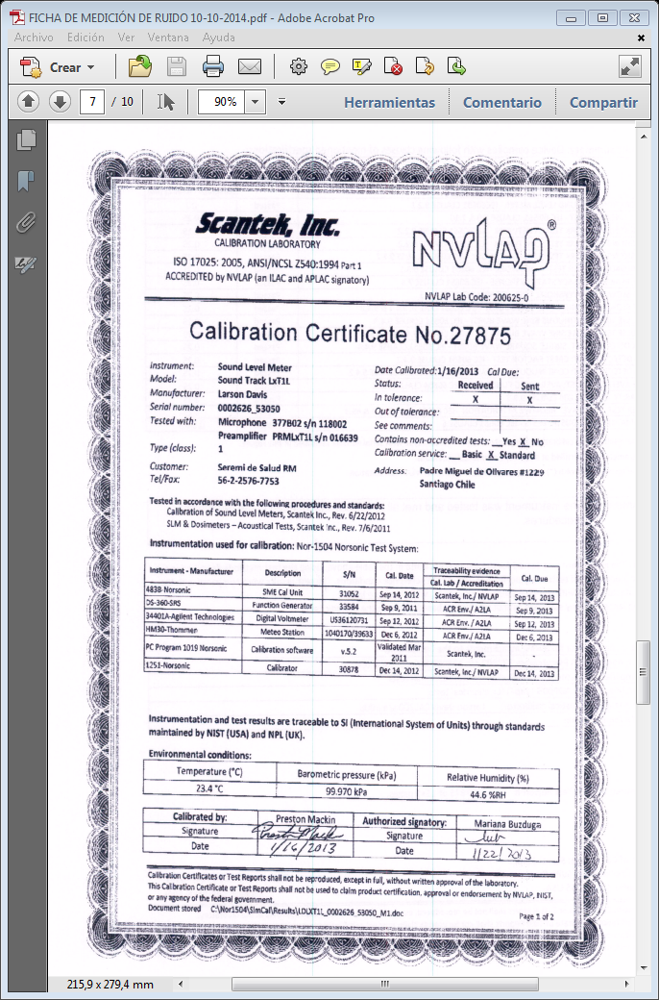 FICHA DE MEDICIÓN DE RUIDO 10-10-2014.pdf - Adobe Acrobat Pro
Archivo Edición Ver Ventana Ayuda
Crear
7 / 10 90% Herramientas Comentario Compartir
Scantek, Inc.
CALIBRATION LABORATORY
ISO 17025: 2005, ANSI/NCSL Z540:1994 Part 1
ACCREDITED by NVLAP (an ILAC and APLAC signatory)
NVLAP®
NVLAP Lab Code: 200625-0
Calibration Certificate No.27875
Instrument: Sound Level Meter
Model: Sound Track LxT1L
Manufacturer: Larson Davis
Serial number: 0002626_53050
Tested with: Microphone 377B02 s/n 118002
Preamplifier PRMLxT1L s/n 016639
Type (class): 1
Customer: Seremi de Salud RM
Tel/Fax: 56-2-2576-7753
Date Calibrated:1/16/2013 Cal Due:
Status: Received Sent
In tolerance: X X
Out of tolerance:
See comments:
Contains non-accredited tests: __Yes X No
Calibration service: __ Basic X Standard
Address: Padre Miguel de Olivares #1229
Santiago Chile
Tested in accordance with the following procedures and standards:
Calibration of Sound Level Meters, Scantek Inc., Rev. 6/22/2012
SLM & Dosimeters – Acoustical Tests, Scantek Inc., Rev. 7/6/2011
Instrumentation used for calibration: Nor-1504 Norsonic Test System:
Instrument - Manufacturer Description S/N Cal. Date Traceability evidence Cal. Due
Cal. Lab / Accreditation
483B-Norsonic SME Cal Unit 31052 Sep 14, 2012 Scantek, Inc./ NVLAP Sep 14, 2013
DS-360-SRS Function Generator 33584 Sep 9, 2011 ACR Env./ A2LA Sep 9, 2013
34401A-Agilent Technologies Digital Voltmeter US36120731 Sep 12, 2012 ACR Env./ A2LA Sep 12, 2013
HM30-Thommen Meteo Station 1040170/39633 Dec 6, 2012 ACR Env./ A2LA Dec 6, 2013
PC Program 1019 Norsonic Calibration software v.5.2 Validated Mar 2011 Scantek, Inc. -
1251-Norsonic Calibrator 30878 Dec 14, 2012 Scantek, Inc./ NVLAP Dec 14, 2013
Instrumentation and test results are traceable to SI (International System of Units) through standards
maintained by NIST (USA) and NPL (UK).
Environmental conditions:
Temperature (°C) Barometric pressure (kPa) Relative Humidity (%)
23.4 °C 99.970 kPa 44.6 %RH
Calibrated by: Preston Mackin Authorized signatory: Mariana Buzduga
Signature Preston Mack Signature
Date 1/16/2013 Date 1/22/2013
Calibration Certificates or Test Reports shall not be reproduced, except in full, without written approval of the laboratory.
This Calibration Certificate or Test Reports shall not be used to claim product certification, approval or endorsement by NVLAP, NIST,
or any agency of the federal government.
Document stored C:\Nor1504\SlmCal\Results\LDLXT1L_0002626_53050_M1.doc
Page 1 of 2
215,9 x 279,4 mm